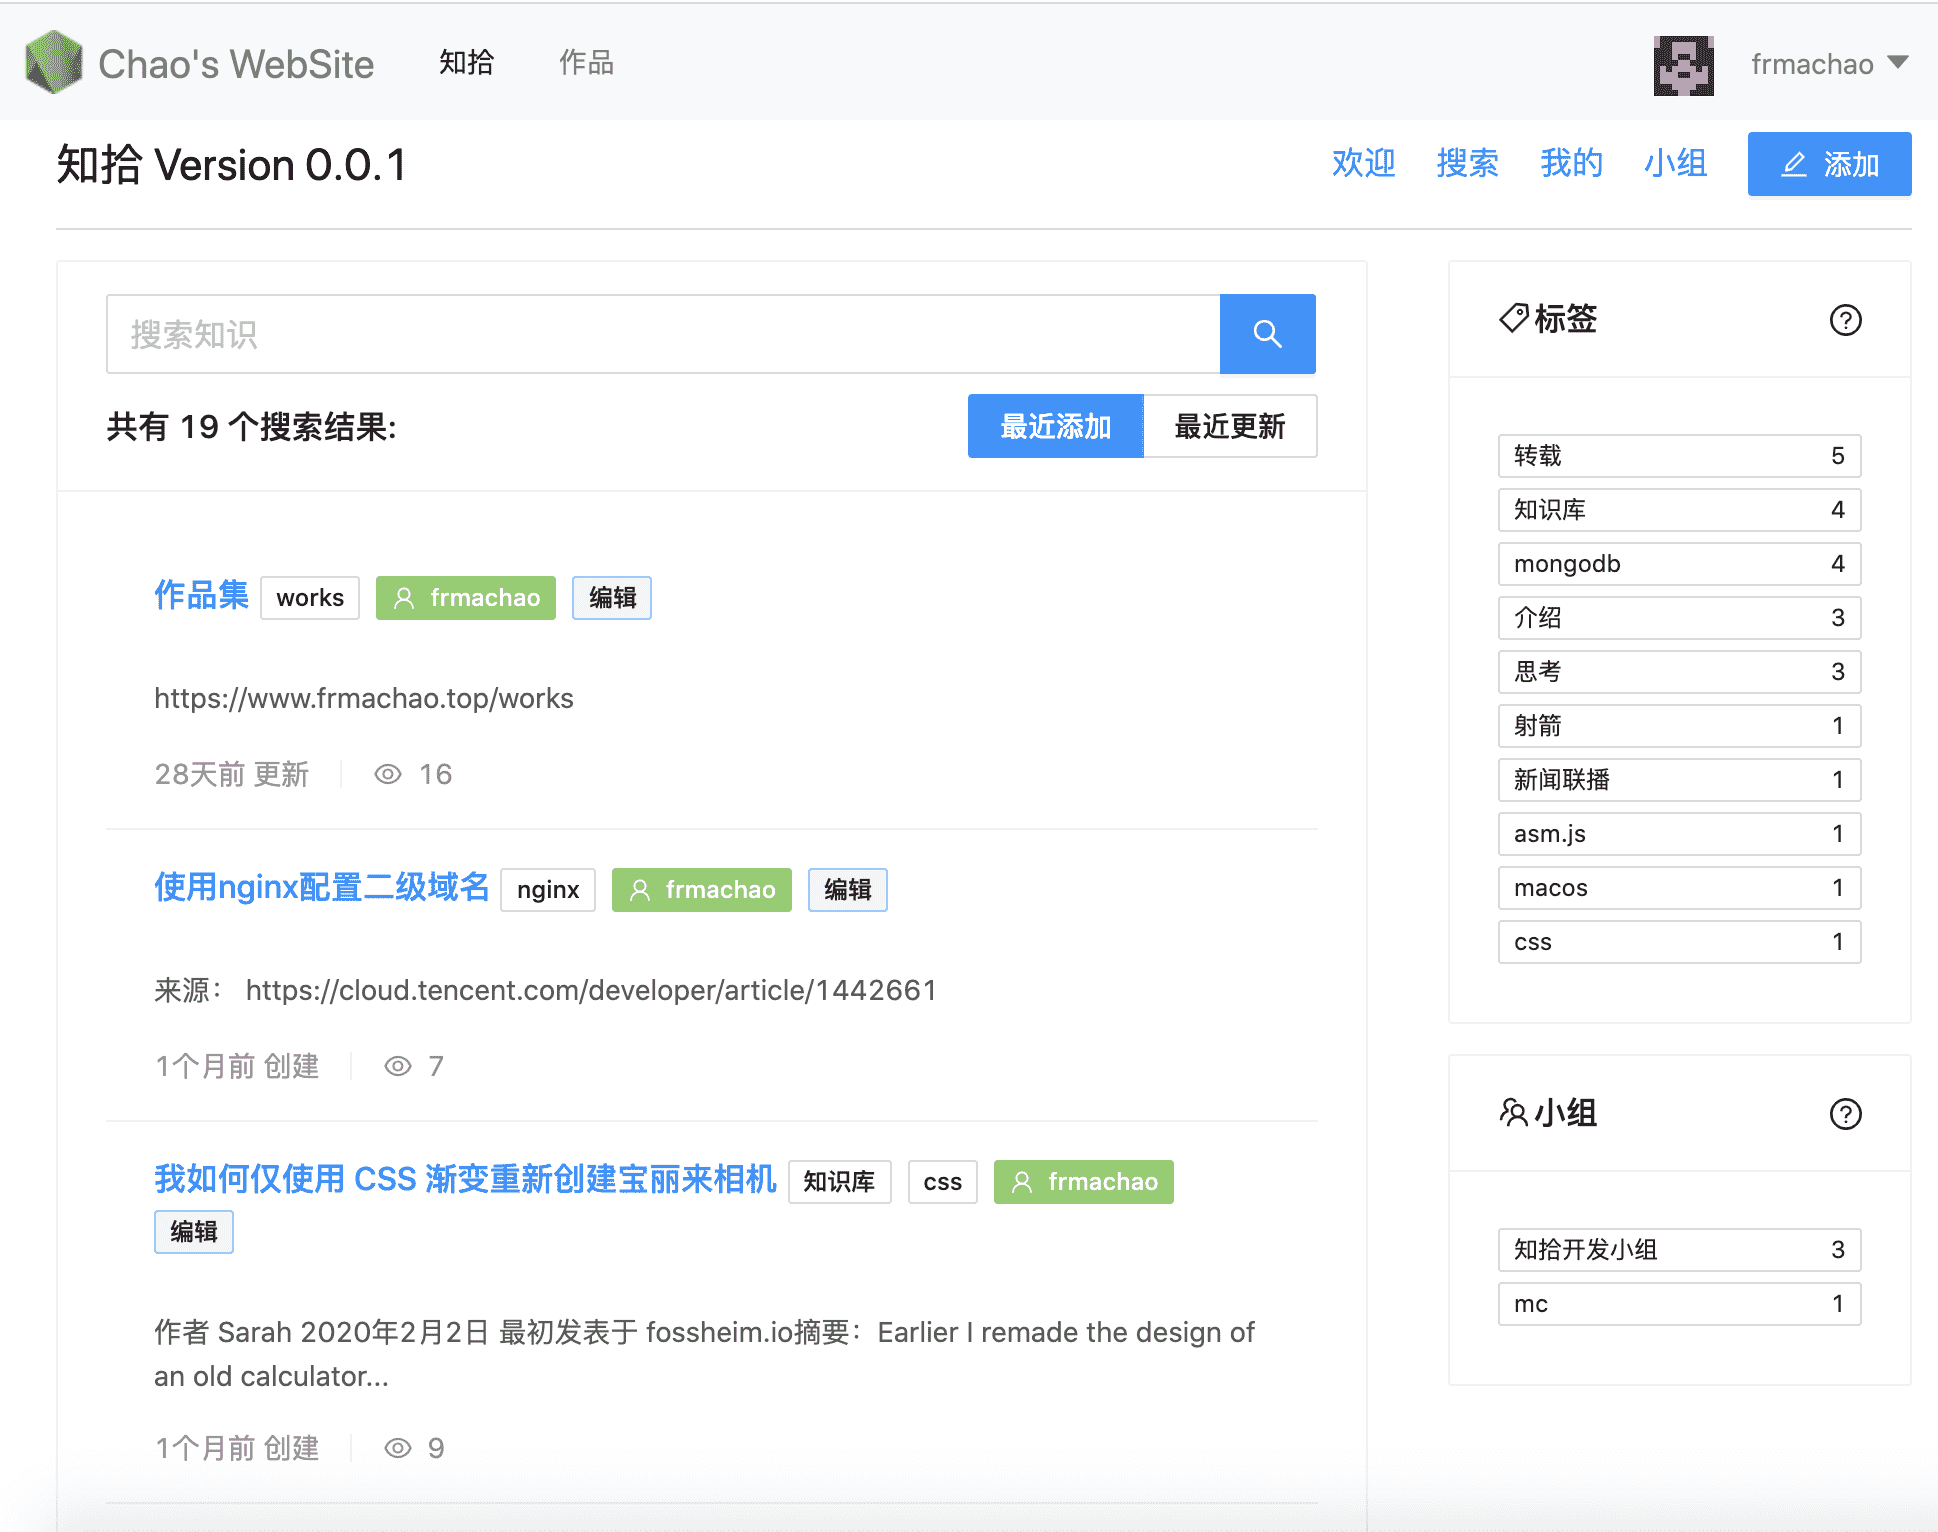 Chao's WebSite 知拾 作品 frmachao
知拾 Version 0.0.1 欢迎 搜索 我的 小组 添加
搜索知识
共有 19 个搜索结果: 最近添加 最近更新
作品集 works frmachao 编辑
https://www.frmachao.top/works
28天前 更新 16
使用nginx配置二级域名 nginx frmachao 编辑
来源： https://cloud.tencent.com/developer/article/1442661
1个月前 创建 7
我如何仅使用 CSS 渐变重新创建宝丽来相机 知识库 css frmachao
编辑
作者 Sarah 2020年2月2日 最初发表于 fossheim.io摘要：Earlier I remade the design of
an old calculator...
1个月前 创建 9
标签 ?
转载 5
知识库 4
mongodb 4
介绍 3
思考 3
射箭 1
新闻联播 1
asm.js 1
macos 1
css 1
小组 ?
知拾开发小组 3
mc 1